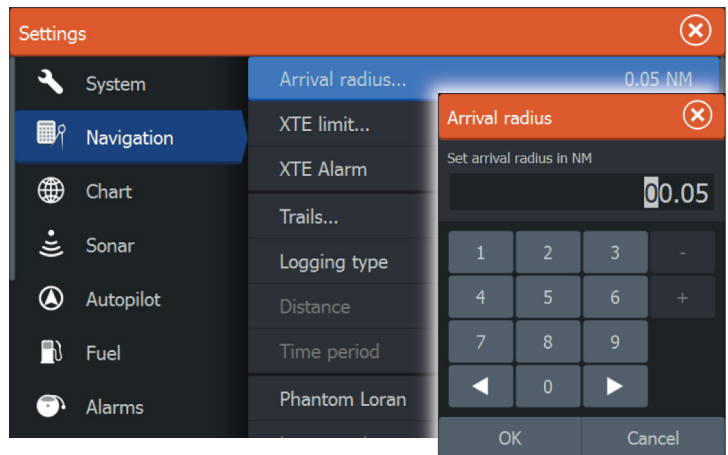 Settings
System
Navigation
Chart
Sonar
Autopilot
Fuel
Alarms
Arrival radius... 0.05 NM
XTE limit...
XTE Alarm
Trails...
Logging type
Distance
Time period
Phantom Loran
Arrival radius
Set arrival radius in NM
00.05
1 2 3 -
4 5 6 +
7 8 9
0
OK Cancel